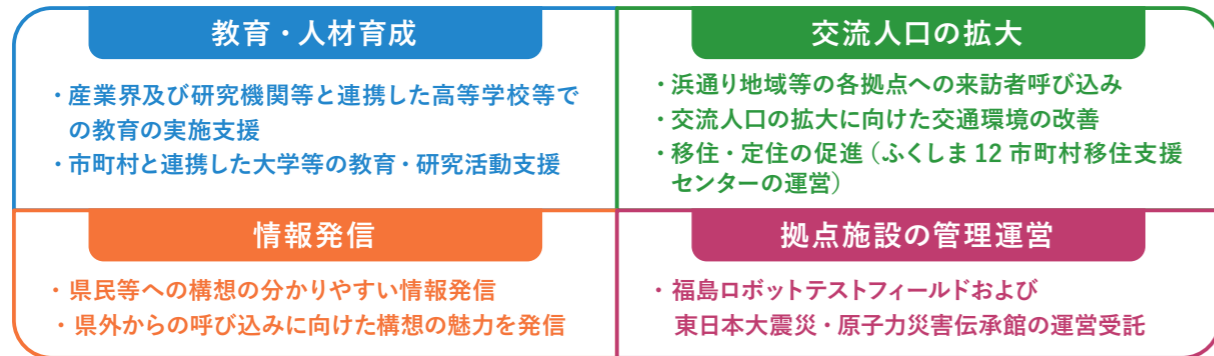 教育・人材育成
・産業界及び研究機関等と連携した高等学校等で
の教育の実施支援
・市町村と連携した大学等の教育・研究活動支援
交流人口の拡大
・浜通り地域等の各拠点への来訪者呼び込み
・交流人口の拡大に向けた交通環境の改善
・移住・定住の促進（ふくしま12市町村移住支援
センターの運営）
情報発信
・県民等への構想の分かりやすい情報発信
・県外からの呼び込みに向けた構想の魅力を発信
拠点施設の管理運営
・福島ロボットテストフィールドおよび
東日本大震災・原子力災害伝承館の運営受託